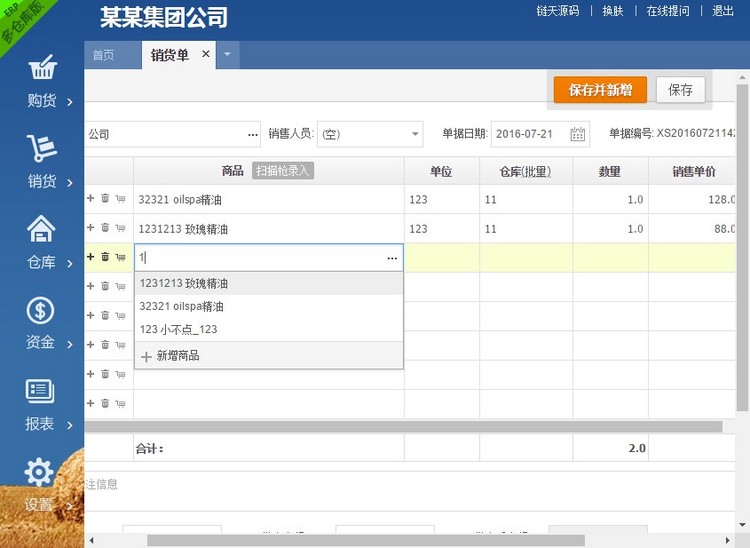 ERP
多仓库版
某某集团公司
链天源码 | 换肤 | 在线提问 | 退出
首页 销货单 ×
保存并新增 保存
购货
销货
仓库
资金
报表
设置
公司 ... 销售人员: (空) 单据日期: 2016-07-21 单据编号: XS2016072114
商品 扫描枪录入 单位 仓库(批量) 数量 销售单价
32321 oilspa精油 123 11 1.0 128.0
1231213 玫瑰精油 123 11 1.0 88.0
1 ...
1231213 玫瑰精油
32321 oilspa精油
123 小不点_123
新增商品
合计: 2.0
注信息